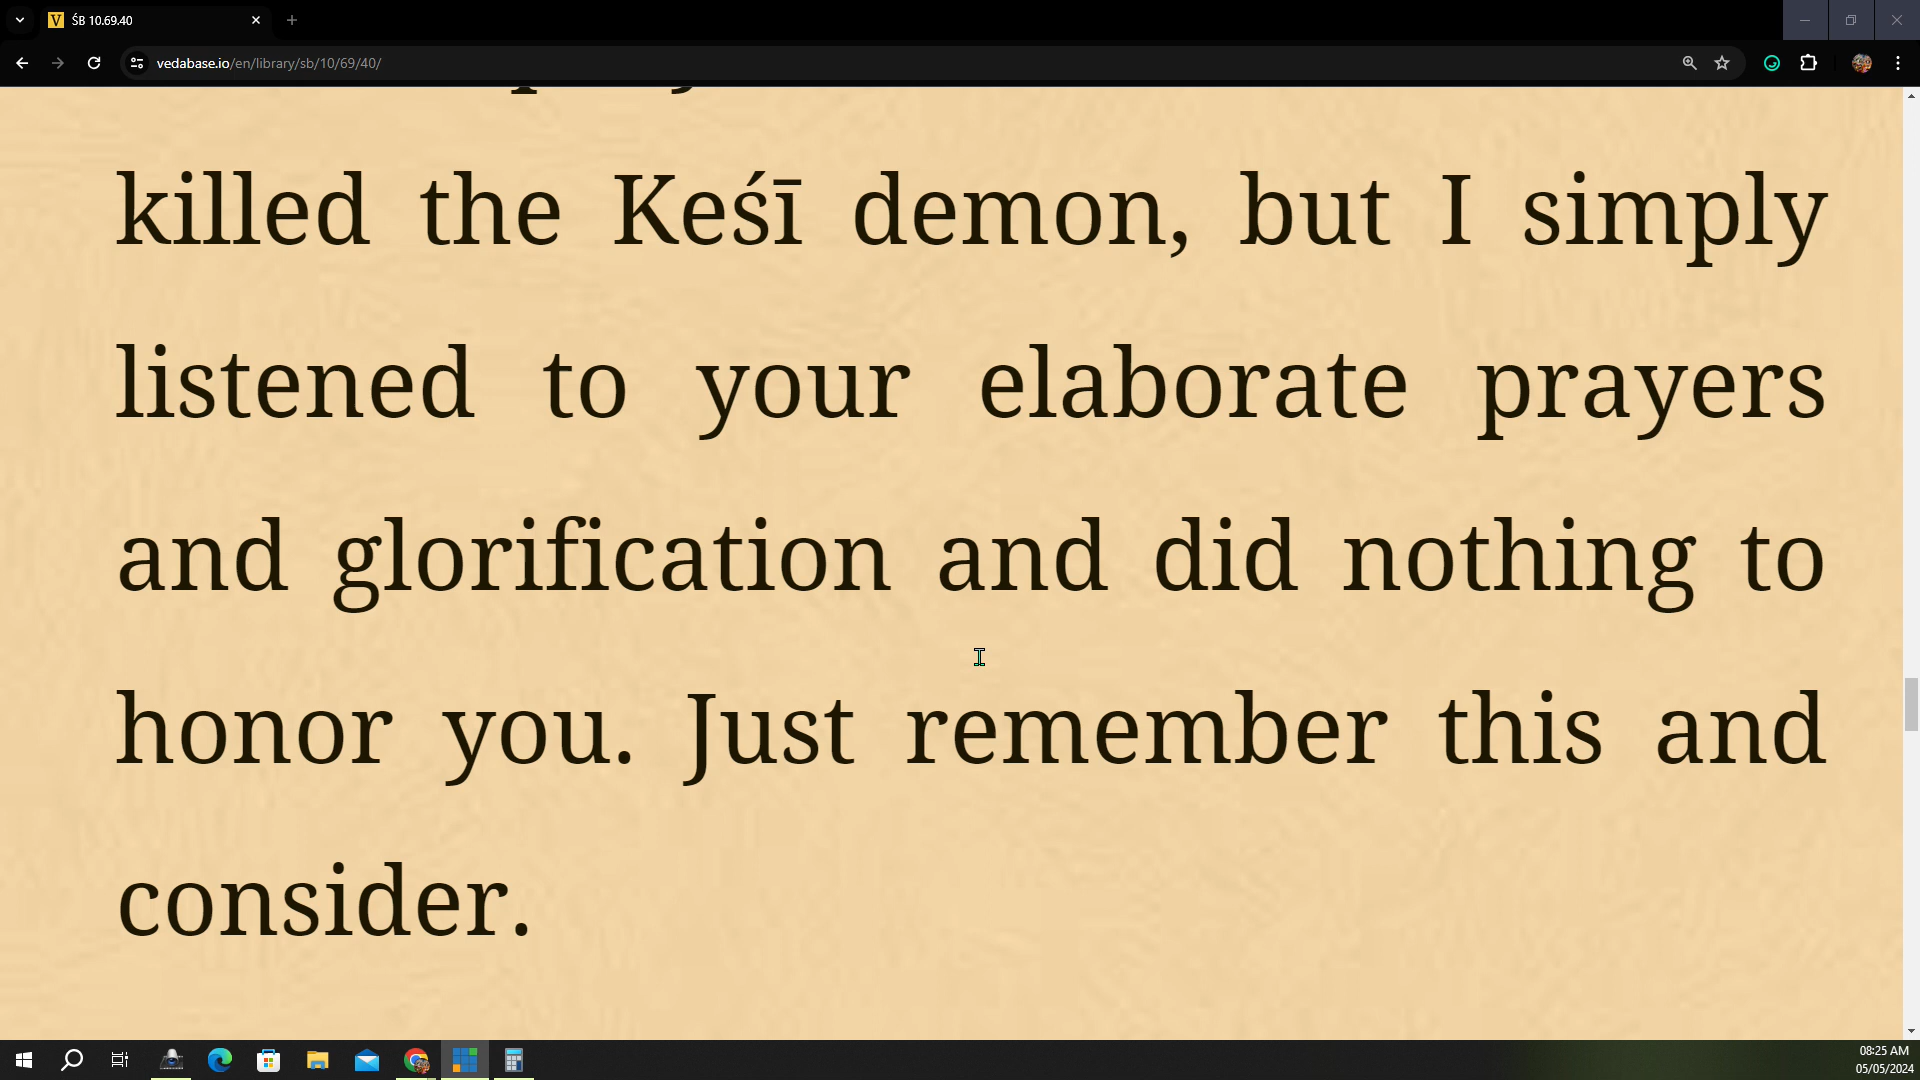 ŚB 10.69.40
vedabase.io/en/library/sb/10/69/40/
killed the Keśī demon, but I simply
listened to your elaborate prayers
and glorification and did nothing to
honor you. Just remember this and
consider.
08:25 AM
05/05/2024